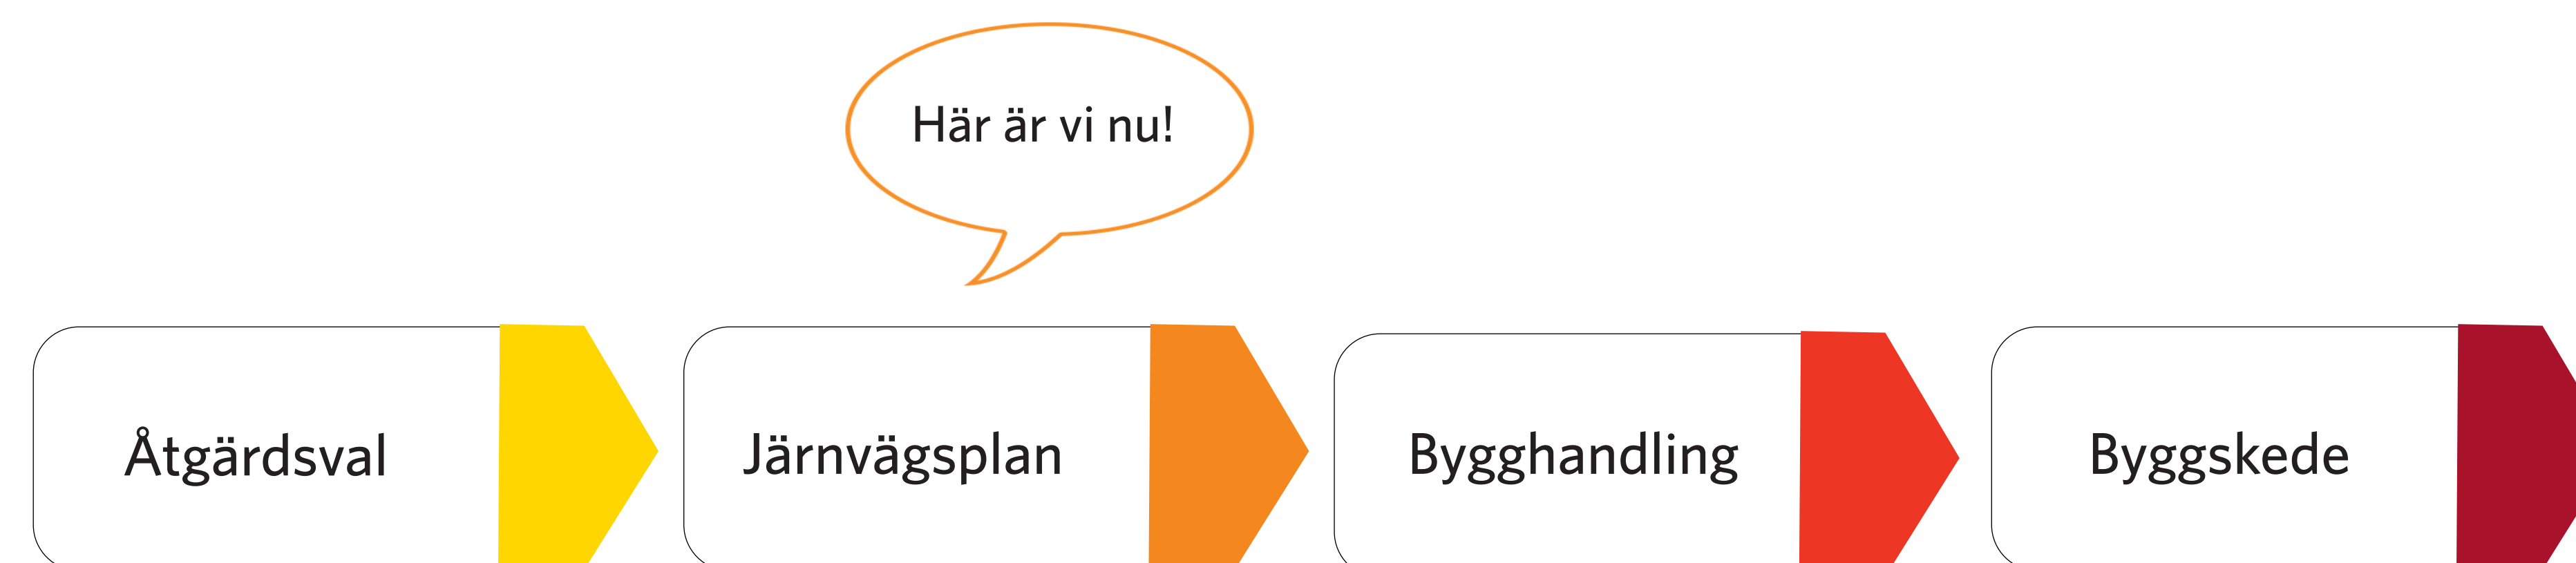 Här är vi nu!
Åtgärdsval
Järnvägsplan
Bygghandling
Byggskede